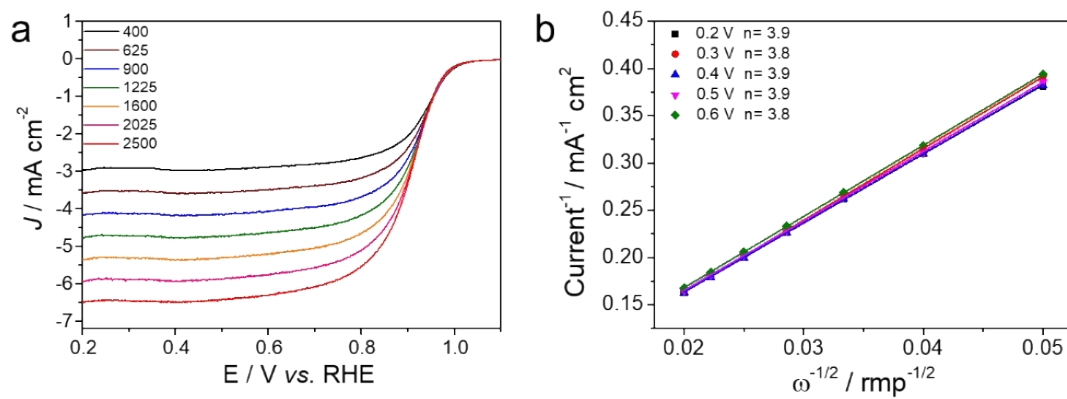 a
400
625
900
1225
1600
2025
2500
J / mA cm⁻²
0
-1
-2
-3
-4
-5
-6
-7
0.2 0.4 0.6 0.8 1.0
E / V vs. RHE
b
0.2 V n= 3.9
0.3 V n= 3.8
0.4 V n= 3.9
0.5 V n= 3.9
0.6 V n= 3.8
Current⁻¹ / mA⁻¹ cm²
0.45
0.40
0.35
0.30
0.25
0.20
0.15
0.02 0.03 0.04 0.05
ω⁻¹/² / rmp⁻¹/²